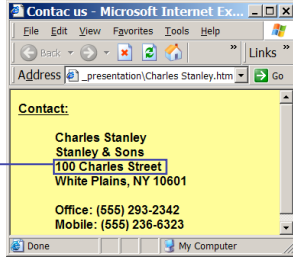 Contac us - Microsoft Internet Ex...
File Edit View Favorites Tools Help
Back » Links »
Address _presentation\Charles Stanley.htm Go
Contact:
Charles Stanley
Stanley & Sons
100 Charles Street
White Plains, NY 10601
Office: (555) 293-2342
Mobile: (555) 236-6323
Done My Computer